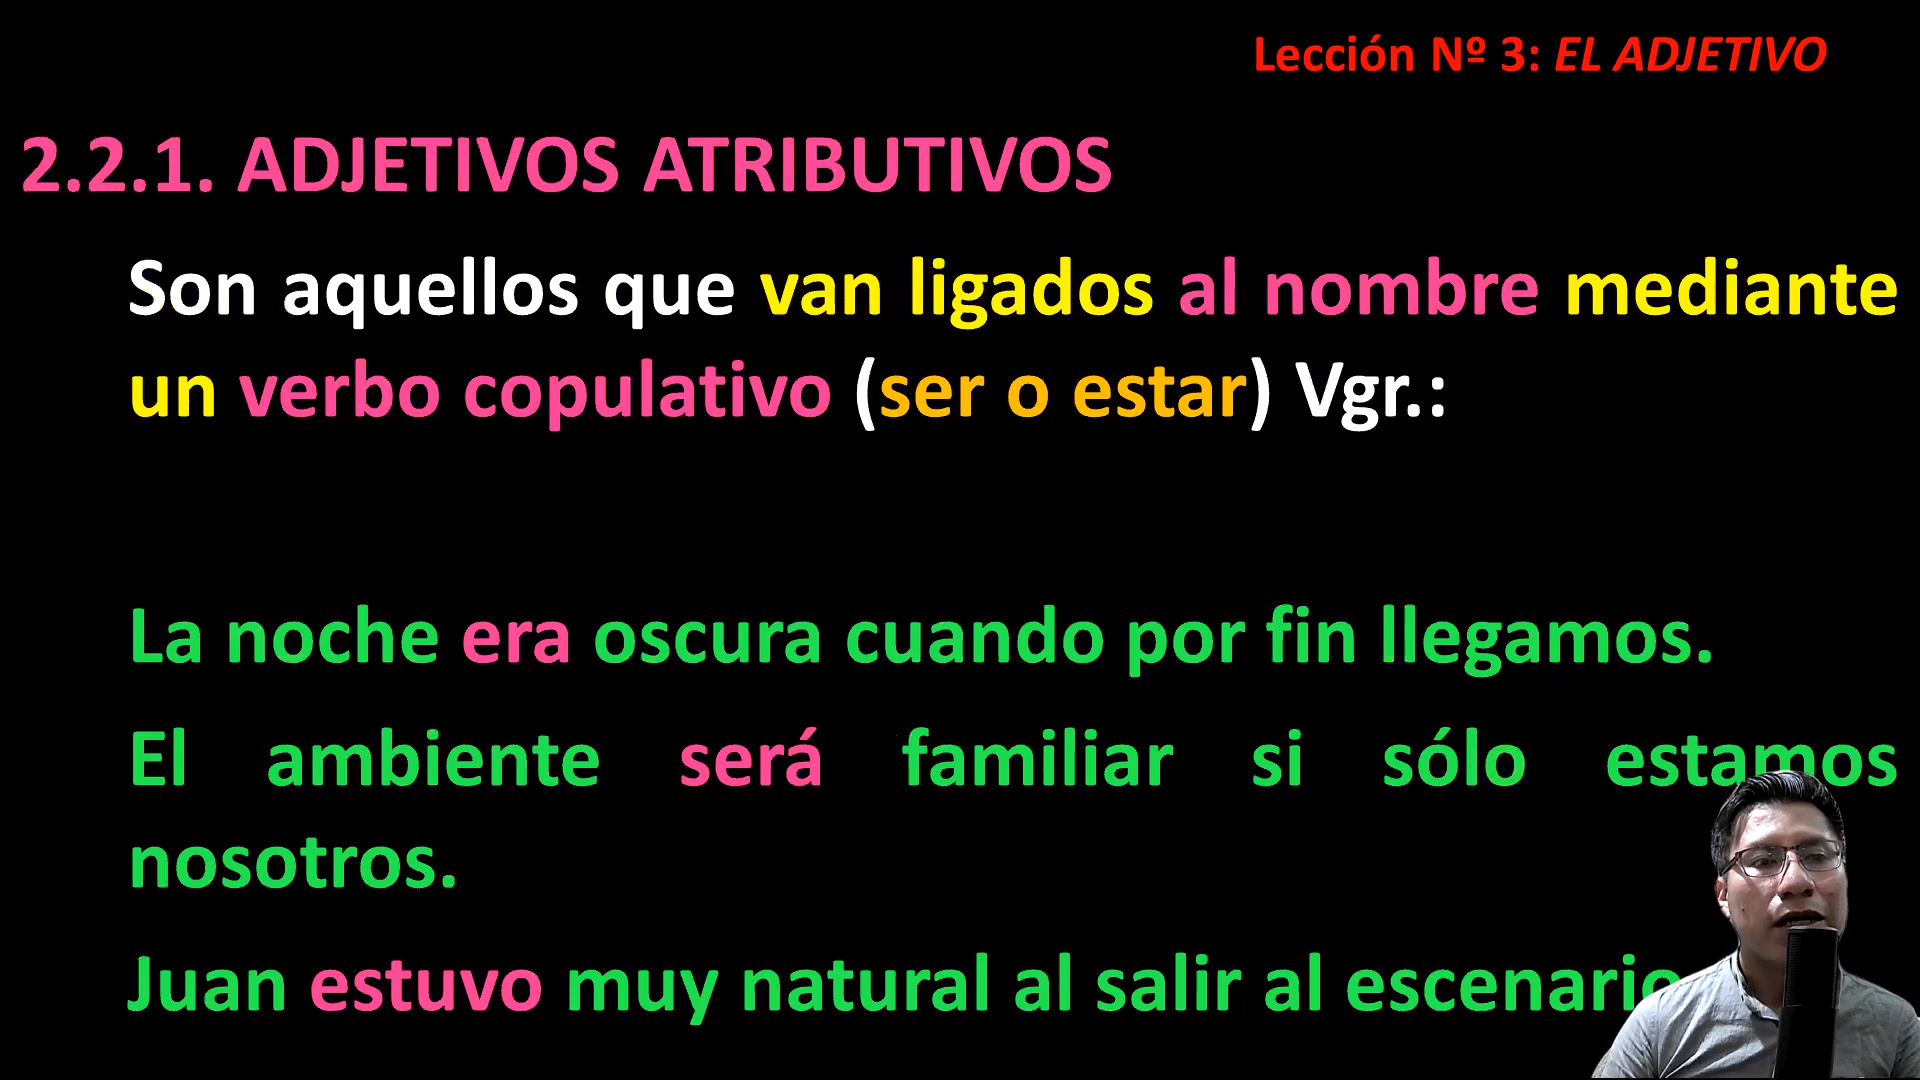 Lección Nº 3: EL ADJETIVO
2.2.1. ADJETIVOS ATRIBUTIVOS
Son aquellos que van ligados al nombre mediante
un verbo copulativo (ser o estar) Vgr.:
La noche era oscura cuando por fin llegamos.
El ambiente será familiar si sólo estamos
nosotros.
Juan estuvo muy natural al salir al escenario